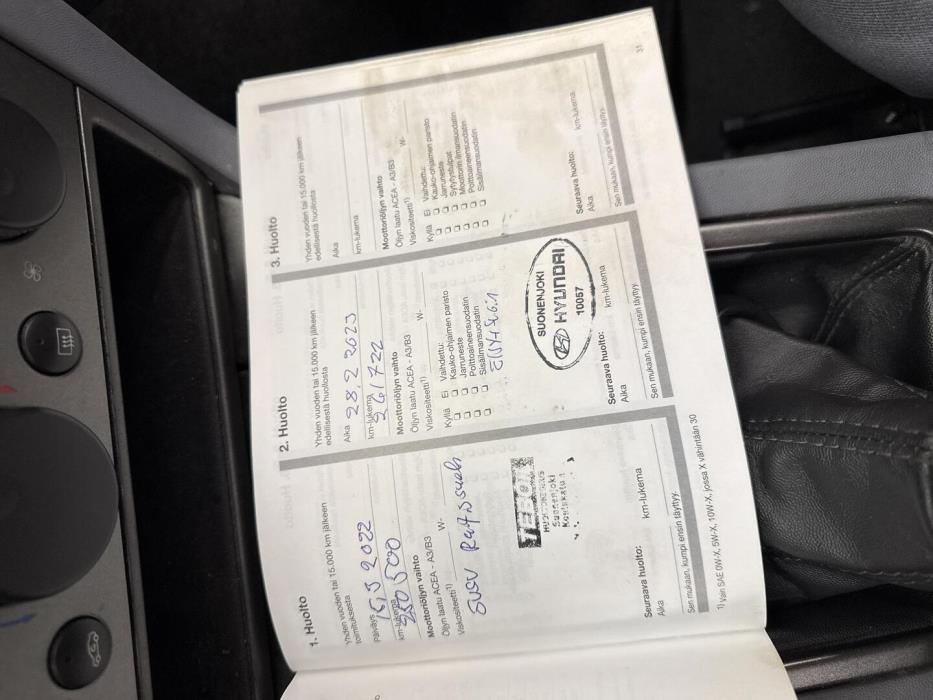 1. Huolto
Yhden vuoden tai 15.000 km jälkeen
toimituksesta
päiväys 15,3 2022
km-lukema 250 500
Moottoriöljyn vaihto
Öljyn laatu ACEA - A3/B3
Viskositeetti1) W-
suov
Suonenjoki
Seuraava huolto:
Aika km-lukema
Sen mukaan, kumpi ensin täyttyy.
1) Vain SAE 0W-X, 5W-X, 10W-X, jossa X vähintään 30
2. Huolto
Yhden vuoden tai 15.000 km jälkeen
edellisestä huollosta
Aika 28.2 2023
km-lukema 261722
Moottoriöljyn vaihto
Öljyn laatu ACEA - A3/B3
Viskositeetti1) W-
Kyllä Ei Vaihdettu:
Kauko-ohjaimen paristo
Jarruneste
Polttoaineensuodatin
Sisäilmansuodatin
SUONENJOKI
HYUNDAI
10057
Seuraava huolto:
Aika km-lukema
Sen mukaan, kumpi ensin täyttyy.
3. Huolto
Yhden vuoden tai 15.000 km jälkeen
edellisestä huollosta
Aika
km-lukema
Moottoriöljyn vaihto
Öljyn laatu ACEA - A3/B3
Viskositeetti1) W-
Kyllä Ei Vaihdettu:
Kauko-ohjaimen paristo
Jarruneste
Sytytystulpat
Moottorin ilmansuodatin
Polttoaineensuodatin
Sisäilmansuodatin
Seuraava huolto:
Aika km-lukema
Sen mukaan, kumpi ensin täyttyy.
31